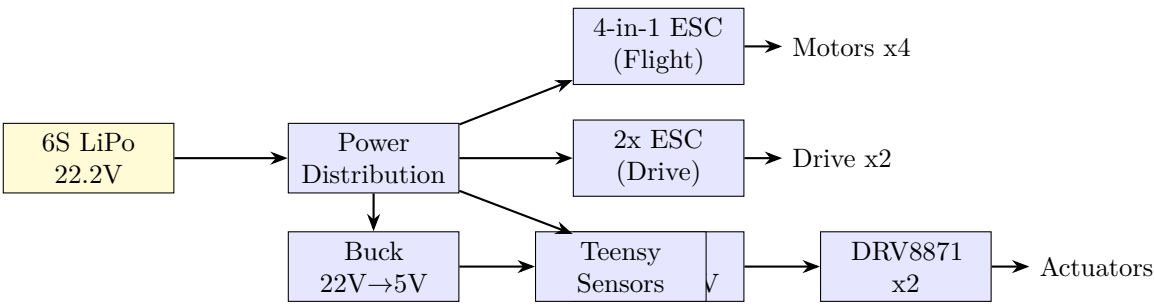 4-in-1 ESC
(Flight)
Motors x4
6S LiPo
22.2V
Power
Distribution
2x ESC
(Drive)
Drive x2
Buck
22V→5V
Teensy
Sensors
V
DRV8871
x2
Actuators